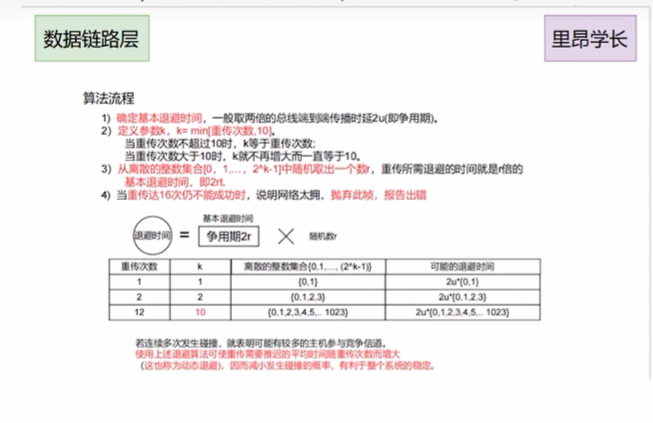 数据链路层
里昂学长
算法流程
1) 确定基本退避时间，一般取两倍的总线端到端传播时延2u(即争用期)。
2) 定义参数k，k= min[重传次数,10]。
当重传次数不超过10时，k等于重传次数;
当重传次数大于10时，k就不再增大而一直等于10。
3) 从离散的整数集合[0，1,...，2^k-1]中随机取出一个数r，重传所需退避的时间就是r倍的
基本退避时间，即2rt.
4) 当重传达16次仍不能成功时，说明网络太拥，抛弃此帧，报告出错
基本退避时间
退避时间 = 争用期2r × 随机数r
重传次数 k 离散的整数集合{0,1,..., (2^k-1)} 可能的退避时间
1 1 {0,1} 2u*{0,1}
2 2 {0,1,2,3} 2u*{0,1,2,3}
12 10 {0,1,2,3,4,5,.. 1023} 2u*{0,1,2,3,4,5,.. 1023}
若连续多次发生碰撞，就表明可能有较多的主机参与竞争信道。
使用上述退避算法可使重传需要推迟的平均时间随重传次数而增大
(这也称为动态退避)，因而减小发生碰撞的概率，有利于整个系统的稳定。